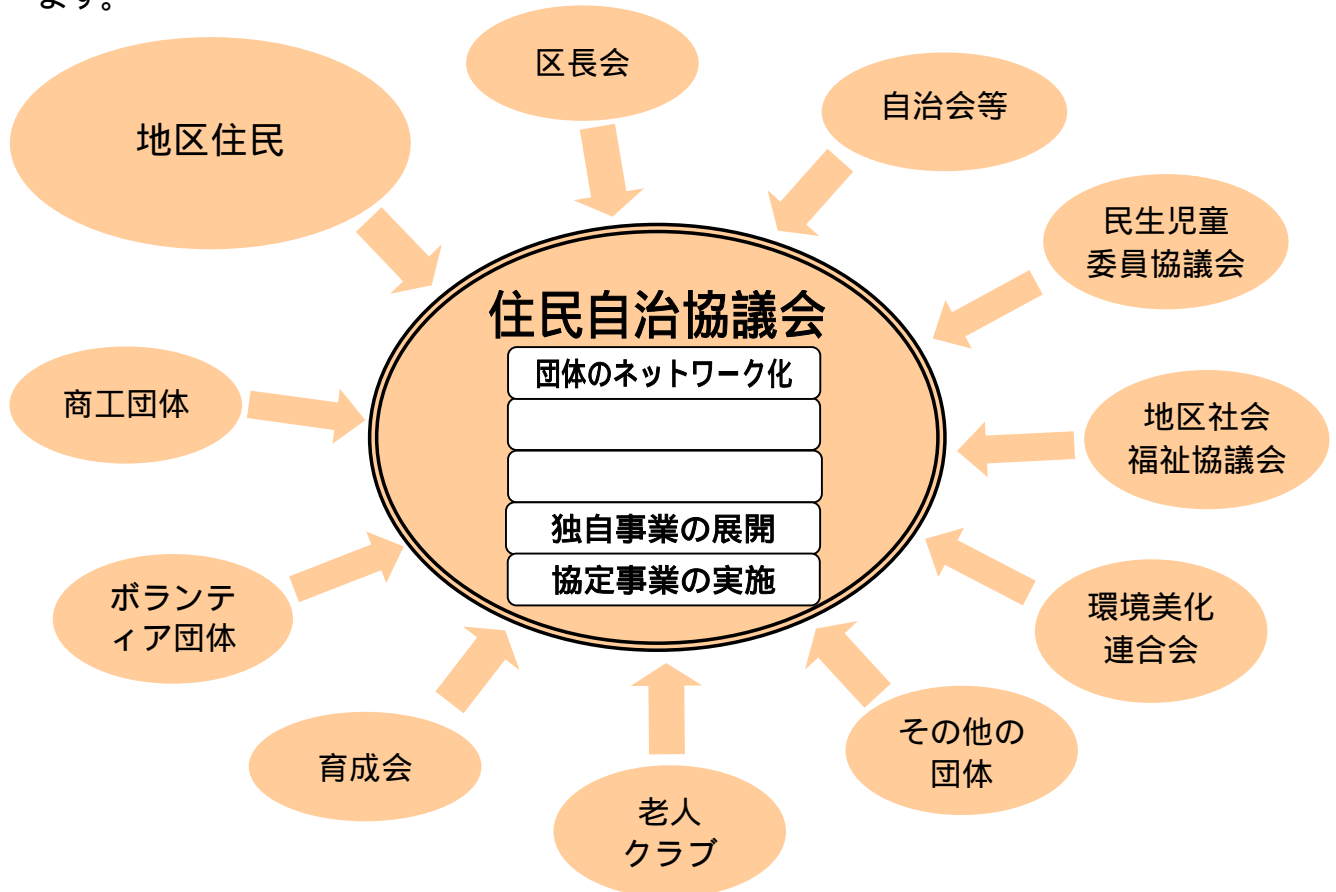 ます。
区長会
地区住民
自治会等
民生児童
委員協議会
住民自治協議会
団体のネットワーク化
独自事業の展開
協定事業の実施
商工団体
地区社会
福祉協議会
ボランテ
ィア団体
環境美化
連合会
育成会
その他の
団体
老人
クラブ